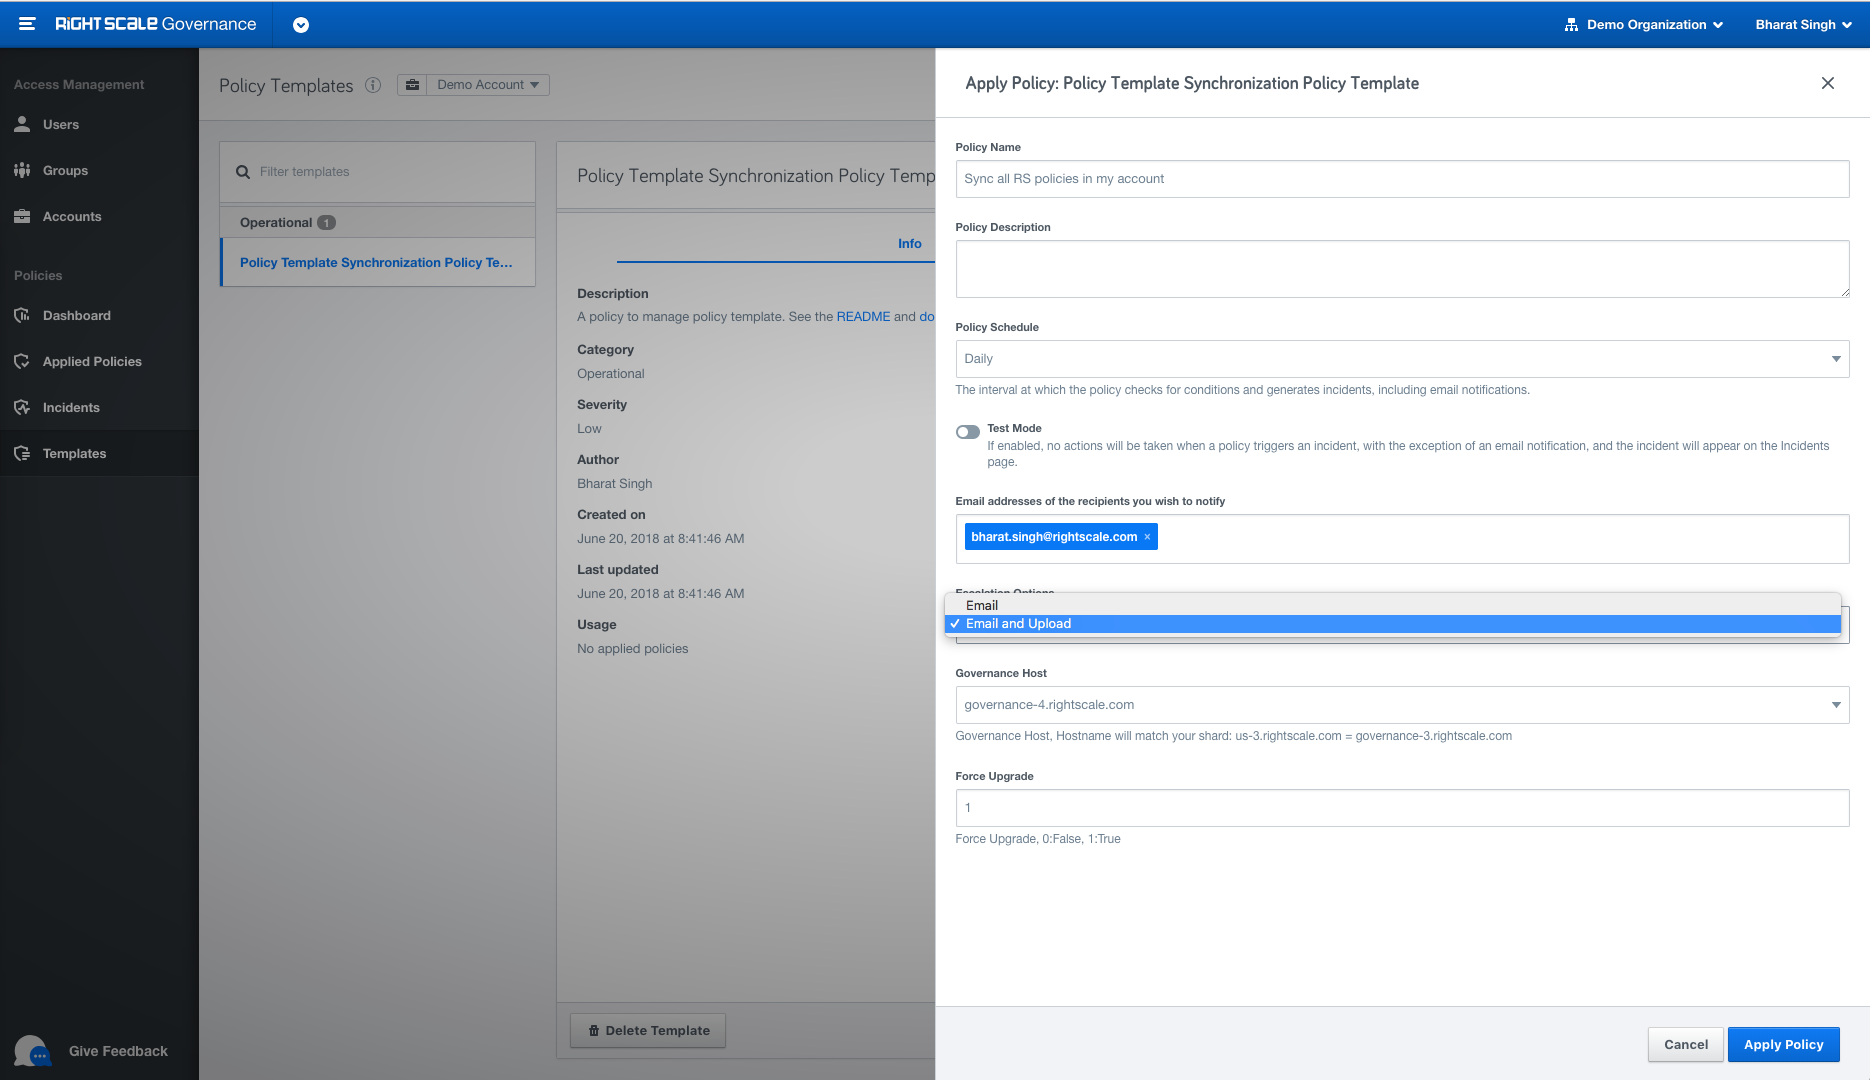 RIGHTSCALE Governance
Demo Organization
Bharat Singh
Access Management
Users
Groups
Accounts
Policies
Dashboard
Applied Policies
Incidents
Templates
Give Feedback
Policy Templates
Demo Account
Filter templates
Operational 1
Policy Template Synchronization Policy Te...
Policy Template Synchronization Policy Temp
Info
Description
A policy to manage policy template. See the README and do
Category
Operational
Severity
Low
Author
Bharat Singh
Created on
June 20, 2018 at 8:41:46 AM
Last updated
June 20, 2018 at 8:41:46 AM
Usage
No applied policies
Delete Template
Apply Policy: Policy Template Synchronization Policy Template
Policy Name
Sync all RS policies in my account
Policy Description
Policy Schedule
Daily
The interval at which the policy checks for conditions and generates incidents, including email notifications.
Test Mode
If enabled, no actions will be taken when a policy triggers an incident, with the exception of an email notification, and the incident will appear on the Incidents
page.
Email addresses of the recipients you wish to notify
bharat.singh@rightscale.com ×
Escalation Options
Email
✓ Email and Upload
Governance Host
governance-4.rightscale.com
Governance Host, Hostname will match your shard: us-3.rightscale.com = governance-3.rightscale.com
Force Upgrade
1
Force Upgrade, 0:False, 1:True
Cancel
Apply Policy